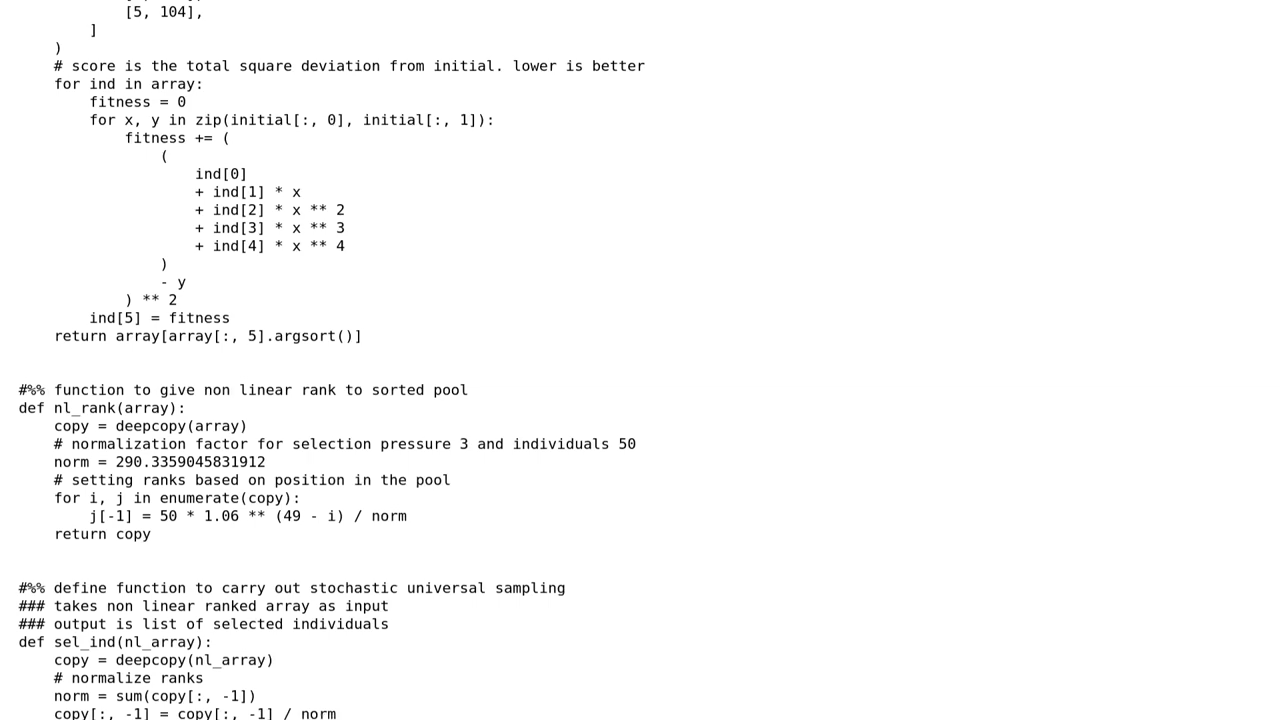 [5, 104],
]
)
# score is the total square deviation from initial. lower is better
for ind in array:
fitness = 0
for x, y in zip(initial[:, 0], initial[:, 1]):
fitness += (
(
ind[0]
+ ind[1] * x
+ ind[2] * x ** 2
+ ind[3] * x ** 3
+ ind[4] * x ** 4
)
- y
) ** 2
ind[5] = fitness
return array[array[:, 5].argsort()]
#%% function to give non linear rank to sorted pool
def nl_rank(array):
copy = deepcopy(array)
# normalization factor for selection pressure 3 and individuals 50
norm = 290.3359045831912
# setting ranks based on position in the pool
for i, j in enumerate(copy):
j[-1] = 50 * 1.06 ** (49 - i) / norm
return copy
#%% define function to carry out stochastic universal sampling
### takes non linear ranked array as input
### output is list of selected individuals
def sel_ind(nl_array):
copy = deepcopy(nl_array)
# normalize ranks
norm = sum(copy[:, -1])
copy[:, -1] = copy[:, -1] / norm